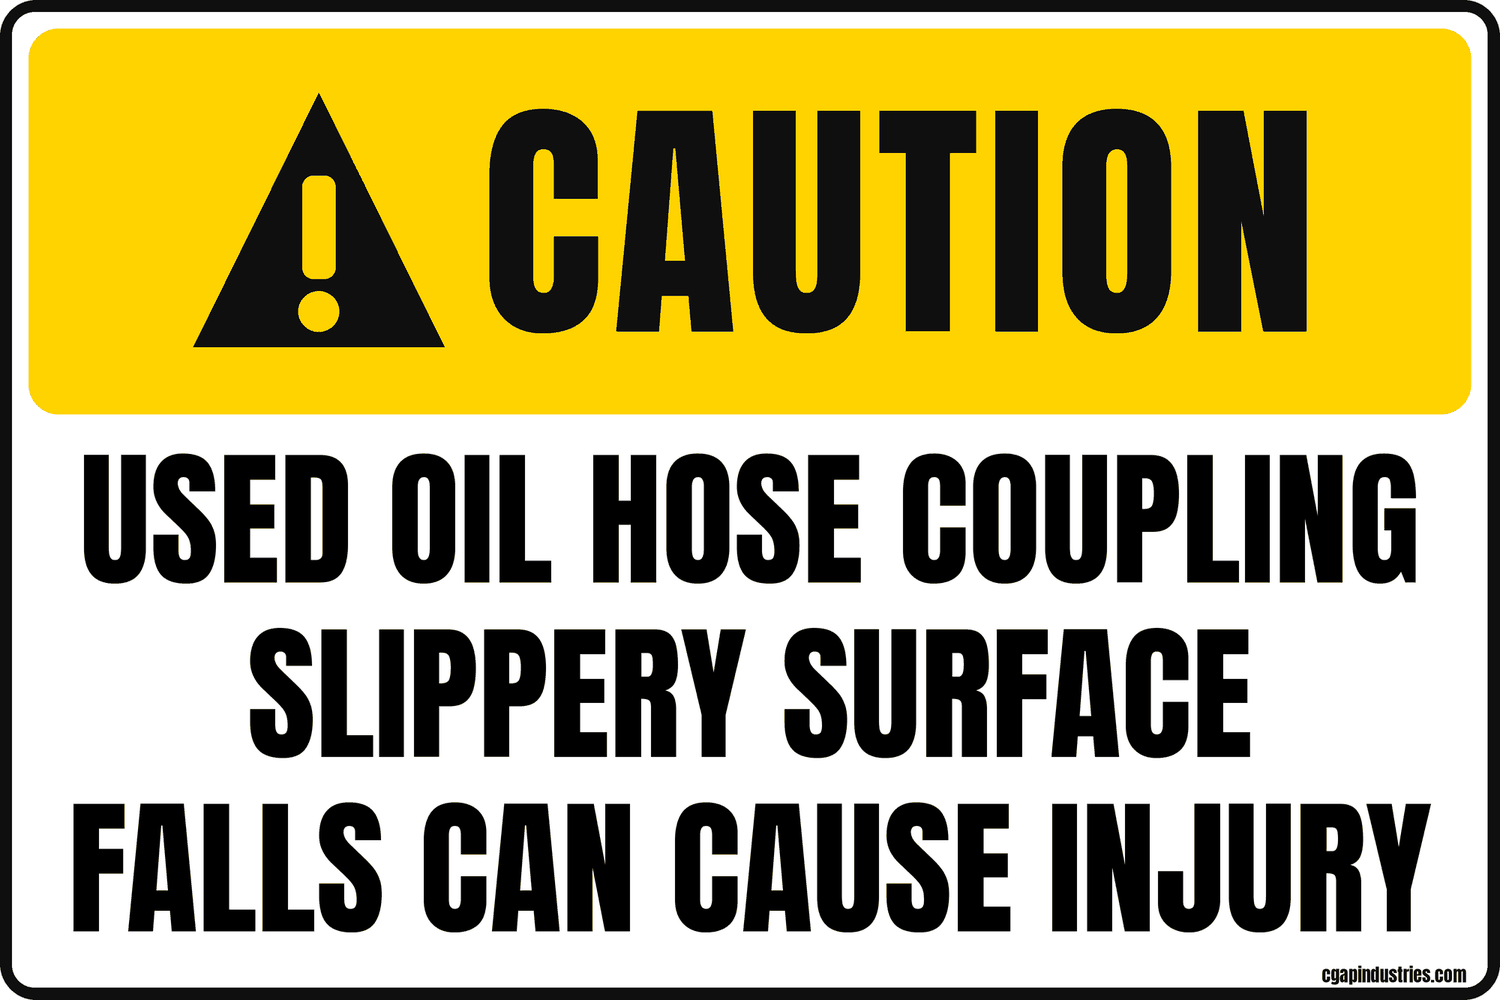 CAUTION
USED OIL HOSE COUPLING
SLIPPERY SURFACE
FALLS CAN CAUSE INJURY
cgapindustries.com